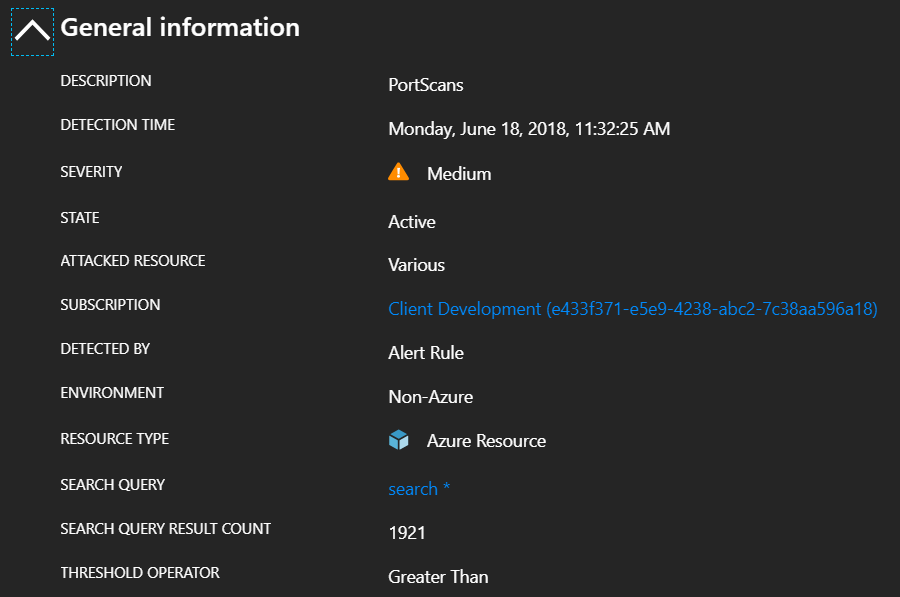 General information
DESCRIPTION PortScans
DETECTION TIME Monday, June 18, 2018, 11:32:25 AM
SEVERITY Medium
STATE Active
ATTACKED RESOURCE Various
SUBSCRIPTION Client Development (e433f371-e5e9-4238-abc2-7c38aa596a18)
DETECTED BY Alert Rule
ENVIRONMENT Non-Azure
RESOURCE TYPE Azure Resource
SEARCH QUERY search *
SEARCH QUERY RESULT COUNT 1921
THRESHOLD OPERATOR Greater Than